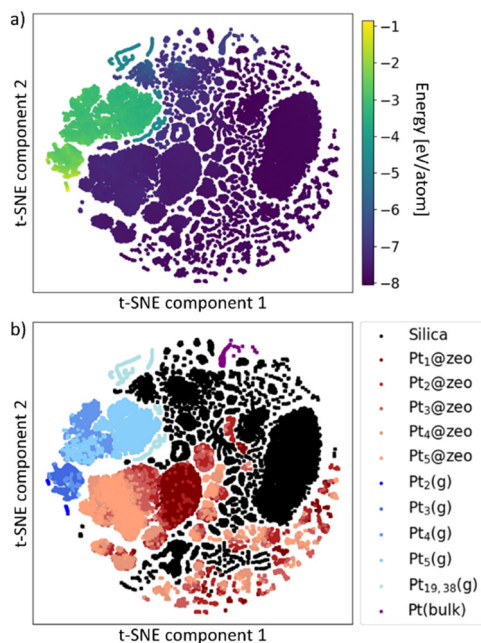 a)
t-SNE component 2
t-SNE component 1
−1
−2
−3
−4
−5
−6
−7
−8
Energy [eV/atom]
b)
t-SNE component 2
t-SNE component 1
Silica
Pt₁@zeo
Pt₂@zeo
Pt₃@zeo
Pt₄@zeo
Pt₅@zeo
Pt₂(g)
Pt₃(g)
Pt₄(g)
Pt₅(g)
Pt₁₉,₃₈(g)
Pt(bulk)